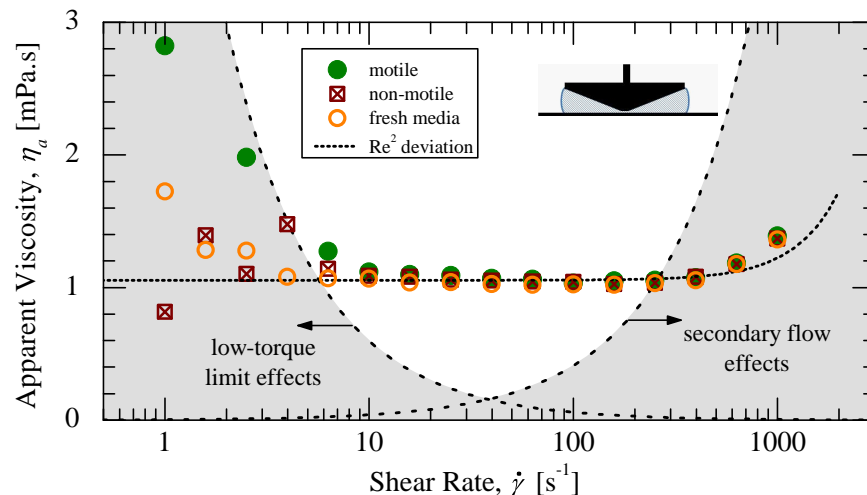 3
2
1
0
Apparent Viscosity, ηₐ [mPa.s]
motile
non-motile
fresh media
Re² deviation
low-torque
limit effects
secondary flow
effects
1 10 100 1000
Shear Rate, γ̇ [s⁻¹]